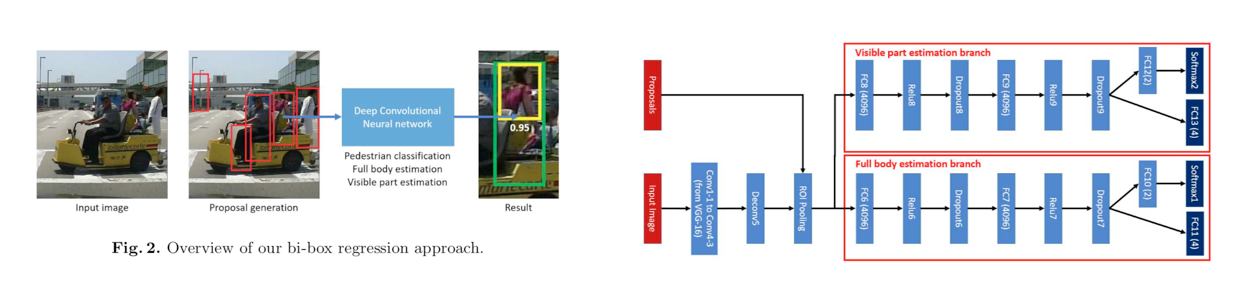 Deep Convolutional
Neural network
0.95
Pedestrian classification
Full body estimation
Visible part estimation
Input image
Proposal generation
Result
Fig. 2. Overview of our bi-box regression approach.
Visible part estimation branch
Proposals
FC8 (4096)
Relu8
Dropout8
FC9 (4096)
Relu9
Dropout9
FC12(2)
Softmax2
FC13 (4)
Full body estimation branch
Input Image
Conv1-1 to Conv4-3
(from VGG-16)
Deconv5
ROI Pooling
FC6 (4096)
Relu6
Dropout6
FC7 (4096)
Relu7
Dropout7
FC10 (2)
Softmax1
FC11 (4)